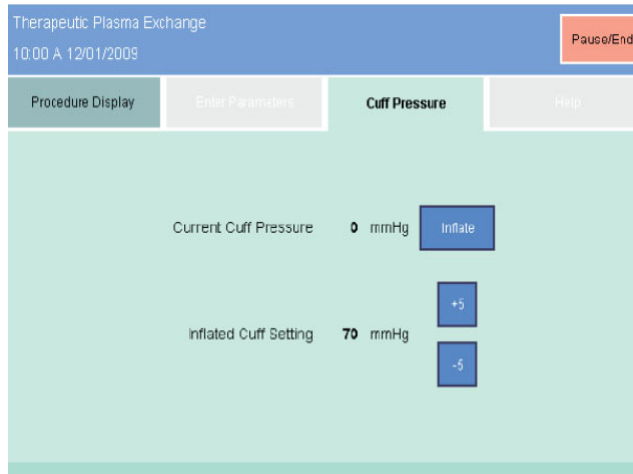 Therapeutic Plasma Exchange
10:00 A 12/01/2009
Pause/End
Procedure Display
Enter Parameters
Cuff Pressure
Help
Current Cuff Pressure 0 mmHg Inflate
+5
Inflated Cuff Setting 70 mmHg
-5